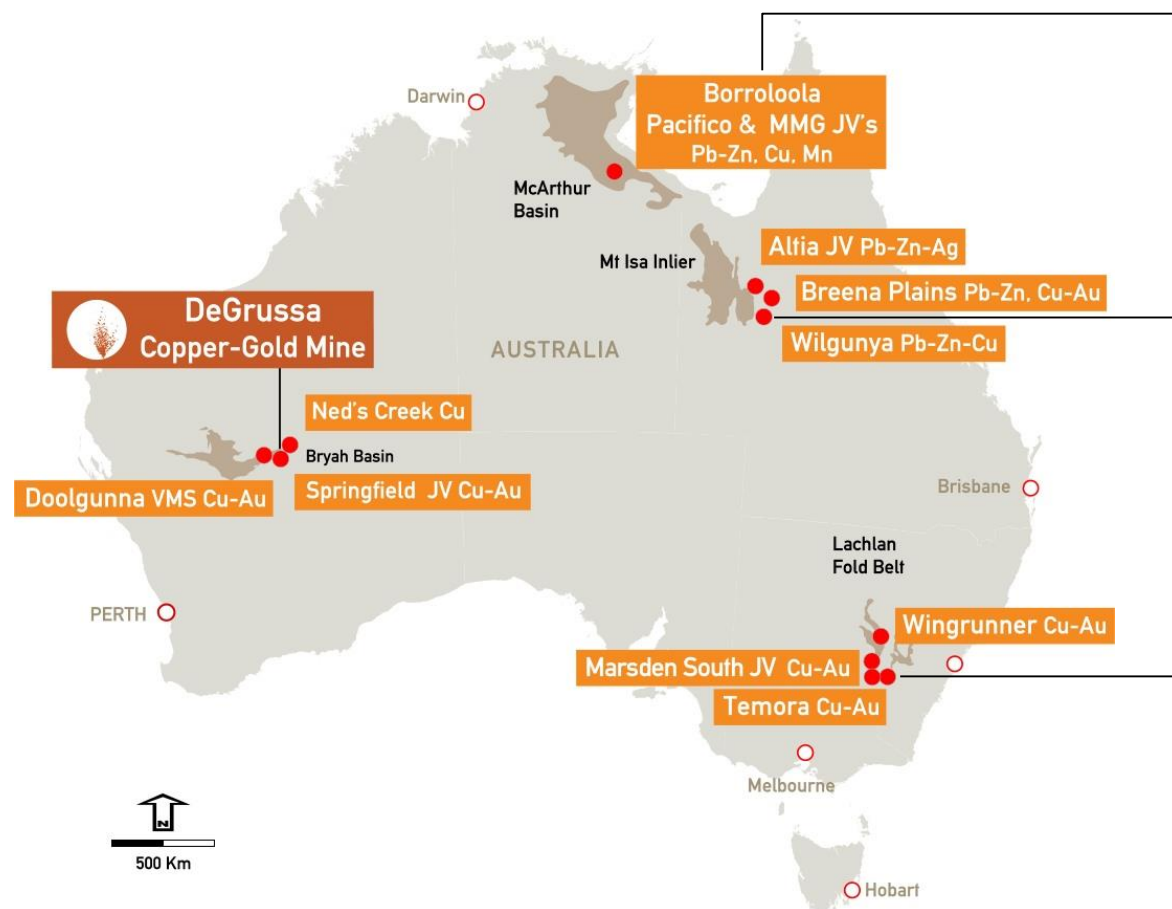 Darwin
Borroloola
Pacifico & MMG JV's
Pb-Zn, Cu, Mn
McArthur
Basin
Mt Isa Inlier
Altia JV Pb-Zn-Ag
Breena Plains Pb-Zn, Cu-Au
Wilgunya Pb-Zn-Cu
DeGrussa
Copper-Gold Mine
AUSTRALIA
Ned's Creek Cu
Bryah Basin
Doolgunna VMS Cu-Au
Springfield JV Cu-Au
Brisbane
Lachlan
Fold Belt
PERTH
Wingrunner Cu-Au
Marsden South JV Cu-Au
Temora Cu-Au
Melbourne
N
500 Km
Hobart